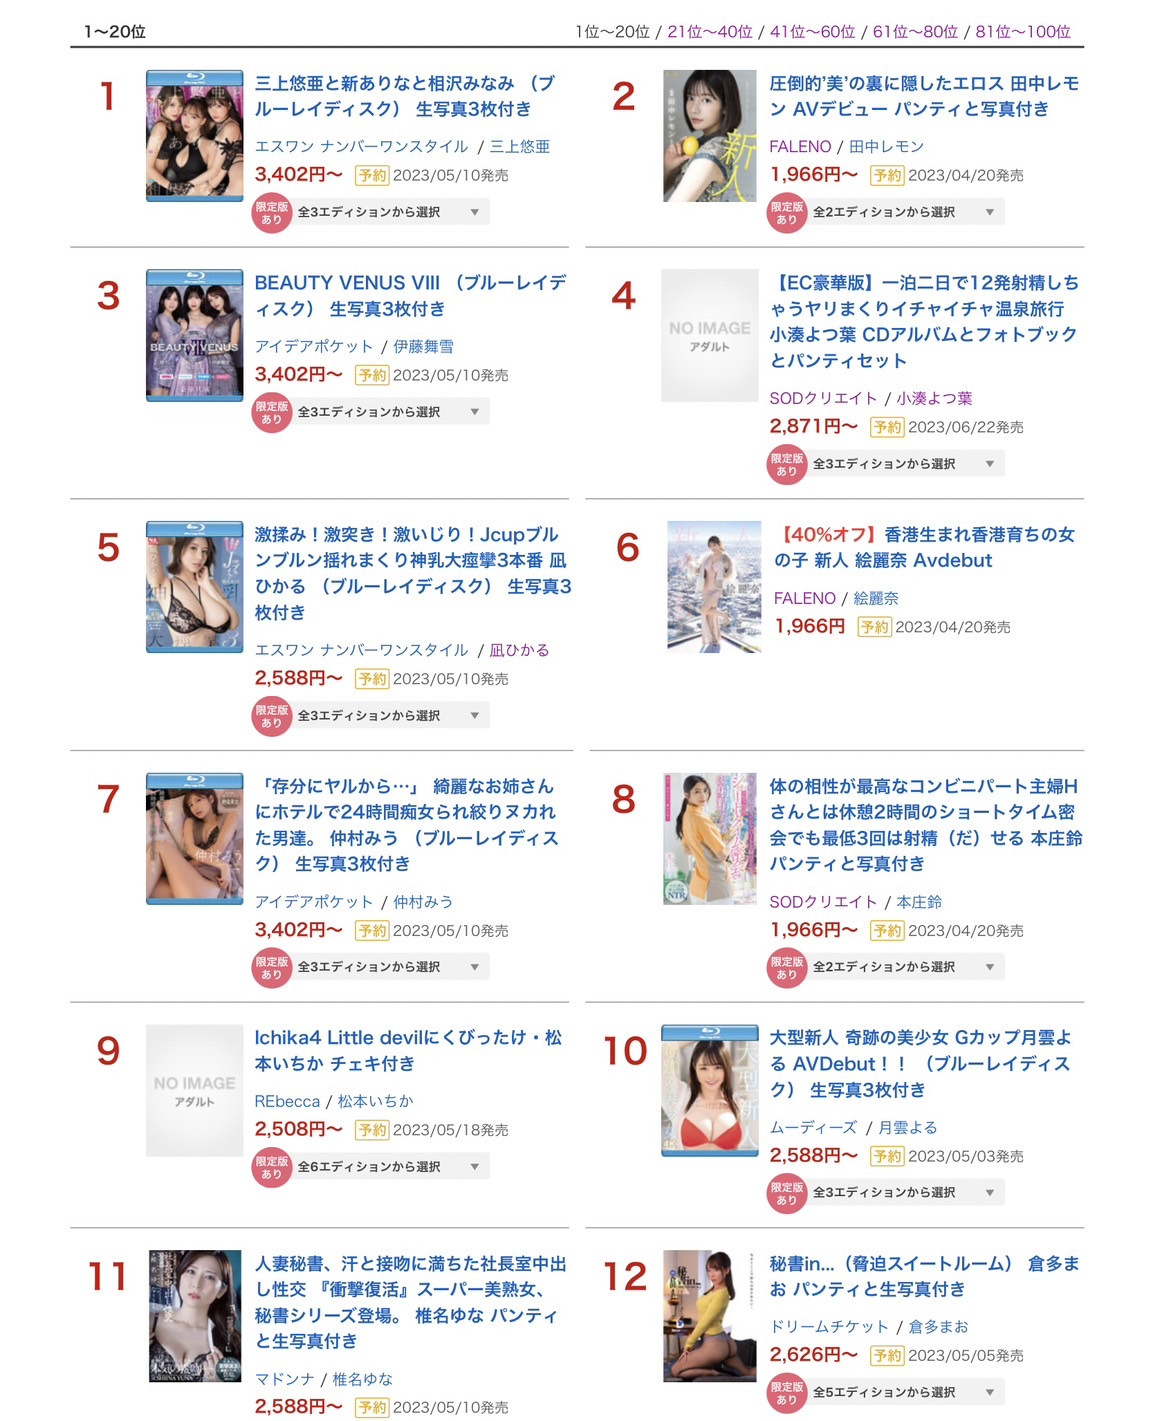 1〜20位
1位〜20位 / 21位〜40位 / 41位〜60位 / 61位〜80位 / 81位〜100位
1
三上悠亜と新ありなと相沢みなみ （ブ
ルーレイディスク） 生写真3枚付き
エスワン ナンバーワンスタイル / 三上悠亜
3,402円〜 予約 2023/05/10発売
限定版
あり
全3エディションから選択 ▼
2
田中レモン
新人
圧倒的’美’の裏に隠したエロス 田中レモ
ン AVデビュー パンティと写真付き
FALENO / 田中レモン
1,966円〜 予約 2023/04/20発売
限定版
あり
全2エディションから選択 ▼
3
BEAUTY VENUS
VIII
BEAUTY VENUS VIII （ブルーレイデ
ィスク） 生写真3枚付き
アイデアポケット / 伊藤舞雪
3,402円〜 予約 2023/05/10発売
限定版
あり
全3エディションから選択 ▼
4
NO IMAGE
アダルト
【EC豪華版】一泊二日で12発射精しち
ゃうヤリまくりイチャイチャ温泉旅行
小湊よつ葉 CDアルバムとフォトブック
とパンティセット
SODクリエイト / 小湊よつ葉
2,871円〜 予約 2023/06/22発売
限定版
あり
全3エディションから選択 ▼
5
激揉み！激突き！激いじり！Jcupブル
ンブルン揺れまくり神乳大痙攣3本番 凪
ひかる （ブルーレイディスク） 生写真3
枚付き
エスワン ナンバーワンスタイル / 凪ひかる
2,588円〜 予約 2023/05/10発売
限定版
あり
全3エディションから選択 ▼
6
絵麗奈
【40%オフ】香港生まれ香港育ちの女
の子 新人 絵麗奈 Avdebut
FALENO / 絵麗奈
1,966円 予約 2023/04/20発売
7
仲村みう
「存分にヤルから…」 綺麗なお姉さん
にホテルで24時間痴女られ絞りヌカれ
た男達。 仲村みう （ブルーレイディス
ク） 生写真3枚付き
アイデアポケット / 仲村みう
3,402円〜 予約 2023/05/10発売
限定版
あり
全3エディションから選択 ▼
8
NTR
体の相性が最高なコンビニパート主婦H
さんとは休憩2時間のショートタイム密
会でも最低3回は射精（だ）せる 本庄鈴
パンティと写真付き
SODクリエイト / 本庄鈴
1,966円〜 予約 2023/04/20発売
限定版
あり
全2エディションから選択 ▼
9
NO IMAGE
アダルト
Ichika4 Little devilにくびったけ・松
本いちか チェキ付き
REbecca / 松本いちか
2,508円〜 予約 2023/05/18発売
限定版
あり
全6エディションから選択 ▼
10
大型新人
大型新人 奇跡の美少女 Gカップ月雲よ
る AVDebut！！ （ブルーレイディス
ク） 生写真3枚付き
ムーディーズ / 月雲よる
2,588円〜 予約 2023/05/03発売
限定版
あり
全3エディションから選択 ▼
11
人妻秘書、汗と接吻に満ちた社長室中出
し性交 『衝撃復活』スーパー美熟女、
秘書シリーズ登場。 椎名ゆな パンティ
と生写真付き
マドンナ / 椎名ゆな
2,588円〜 予約 2023/05/10発売
12
秘書in...
秘書in...（脅迫スイートルーム） 倉多ま
お パンティと生写真付き
ドリームチケット / 倉多まお
2,626円〜 予約 2023/05/05発売
限定版
あり
全5エディションから選択 ▼